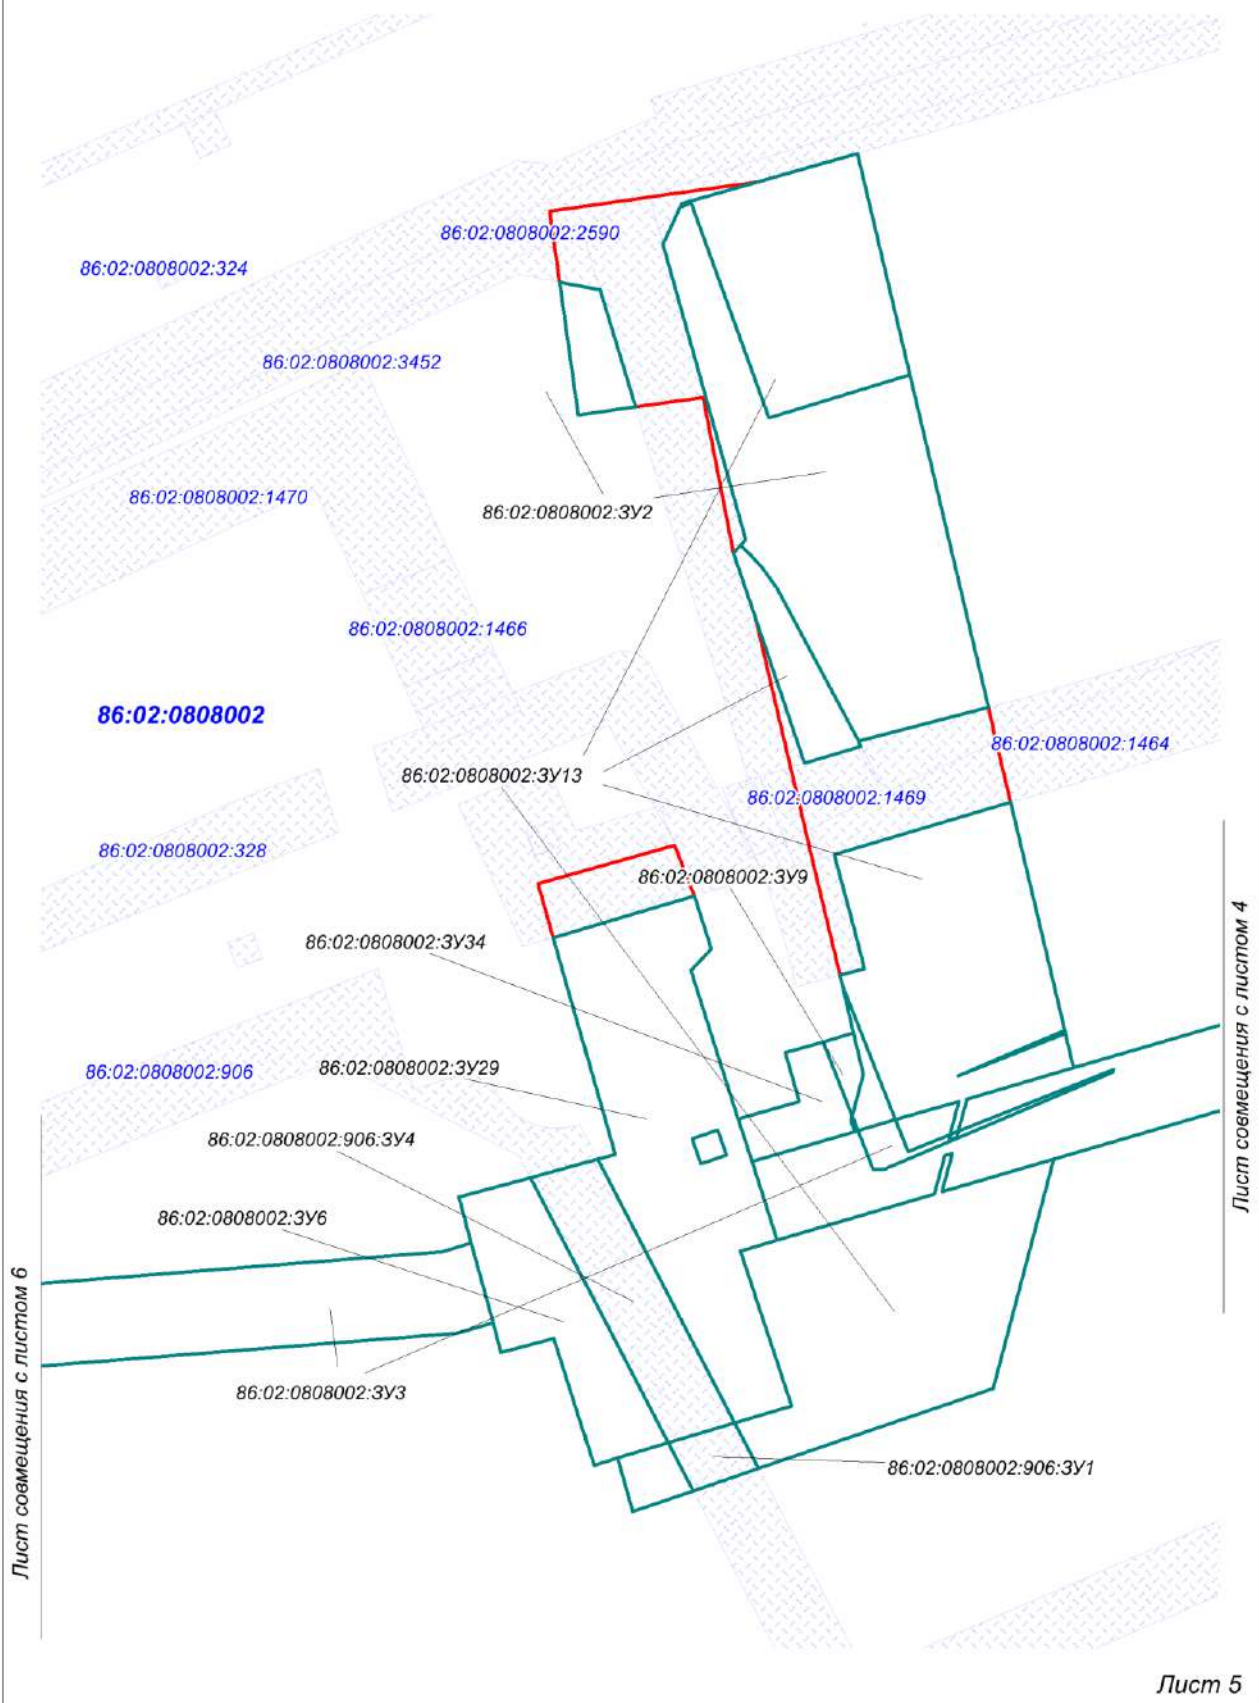 86:02:0808002:2590
86:02:0808002:324
86:02:0808002:3452
86:02:0808002:1470
86:02:0808002:ЗУ2
86:02:0808002:1466
86:02:0808002
86:02:0808002:1464
86:02:0808002:ЗУ13
86:02:0808002:1469
86:02:0808002:328
86:02:0808002:ЗУ9
86:02:0808002:ЗУ34
Лист совмещения с листом 4
86:02:0808002:906
86:02:0808002:ЗУ29
86:02:0808002:906:ЗУ4
86:02:0808002:ЗУ6
Лист совмещения с листом 6
86:02:0808002:ЗУ3
86:02:0808002:906:ЗУ1
Лист 5